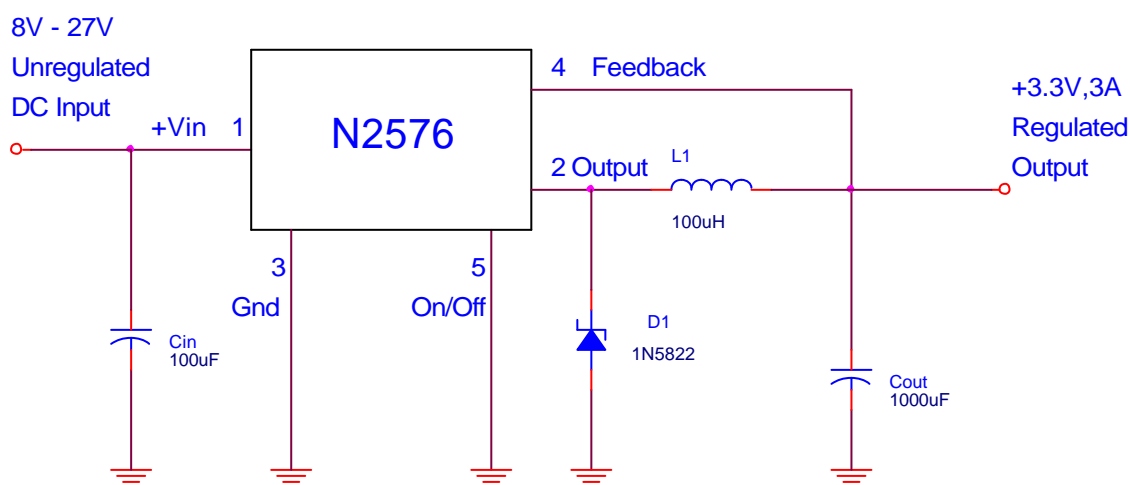 8V - 27V
Unregulated
DC Input
+Vin 1
N2576
4 Feedback
2 Output
L1
100uH
+3.3V,3A
Regulated
Output
3
Gnd
5
On/Off
Cin
100uF
D1
1N5822
Cout
1000uF